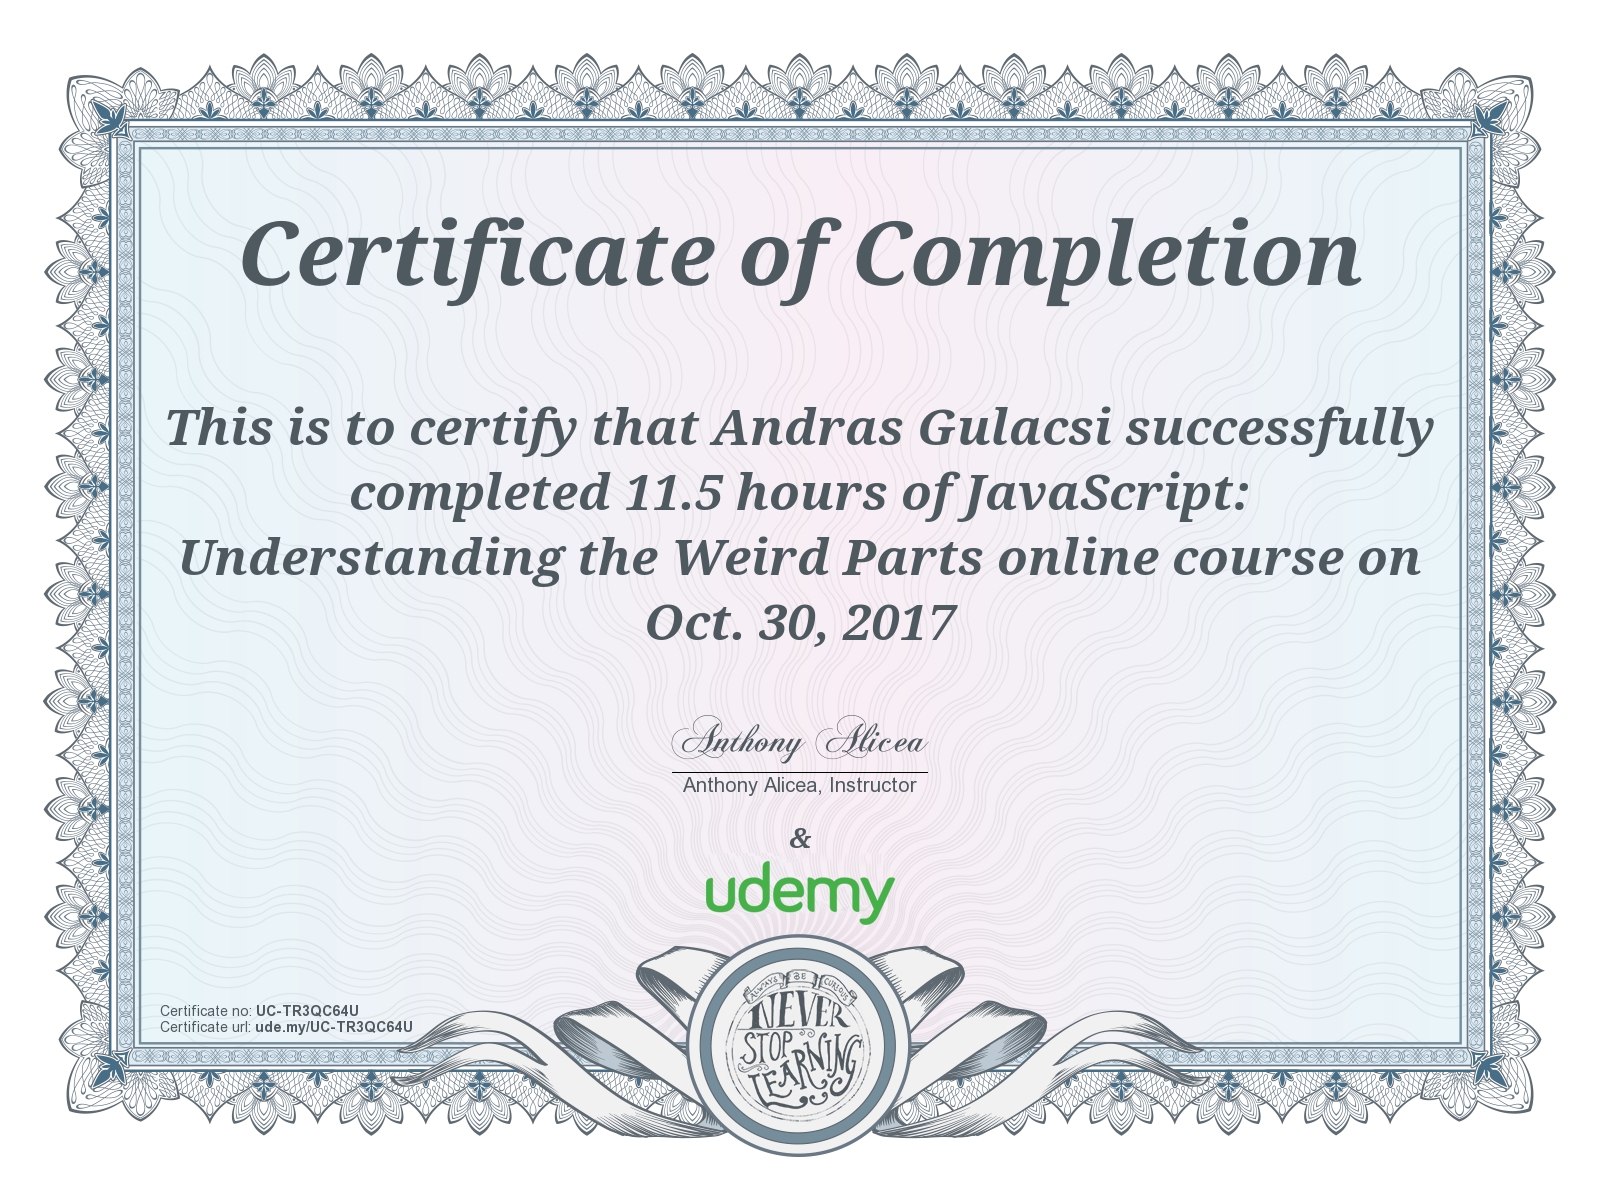 Certificate of Completion
This is to certify that Andras Gulacsi successfully
completed 11.5 hours of JavaScript:
Understanding the Weird Parts online course on
Oct. 30, 2017
Anthony Alicea
Anthony Alicea, Instructor
&
udemy
Certificate no: UC-TR3QC64U
Certificate url: ude.my/UC-TR3QC64U
ALWAYS BE CURIOUS
NEVER
STOP
LEARNING